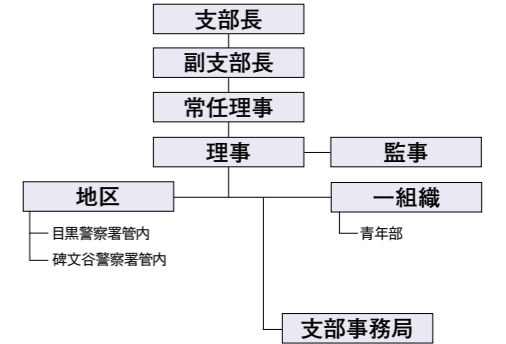 支部長
副支部長
常任理事
理事
監事
地区
一組織
目黒警察署管内
青年部
碑文谷警察署管内
支部事務局